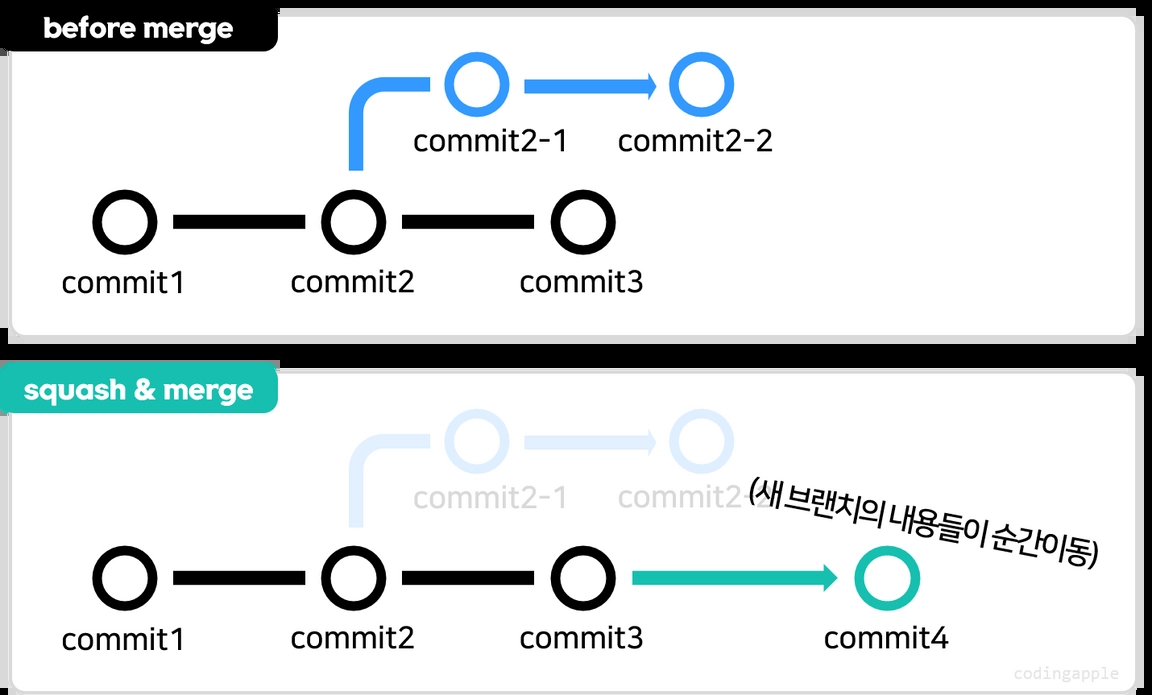 before merge
commit2-1
commit2-2
commit1
commit2
commit3
squash & merge
commit2-1
commit2-2
(새 브랜치의 내용들이 순간이동)
commit1
commit2
commit3
commit4
codingapple